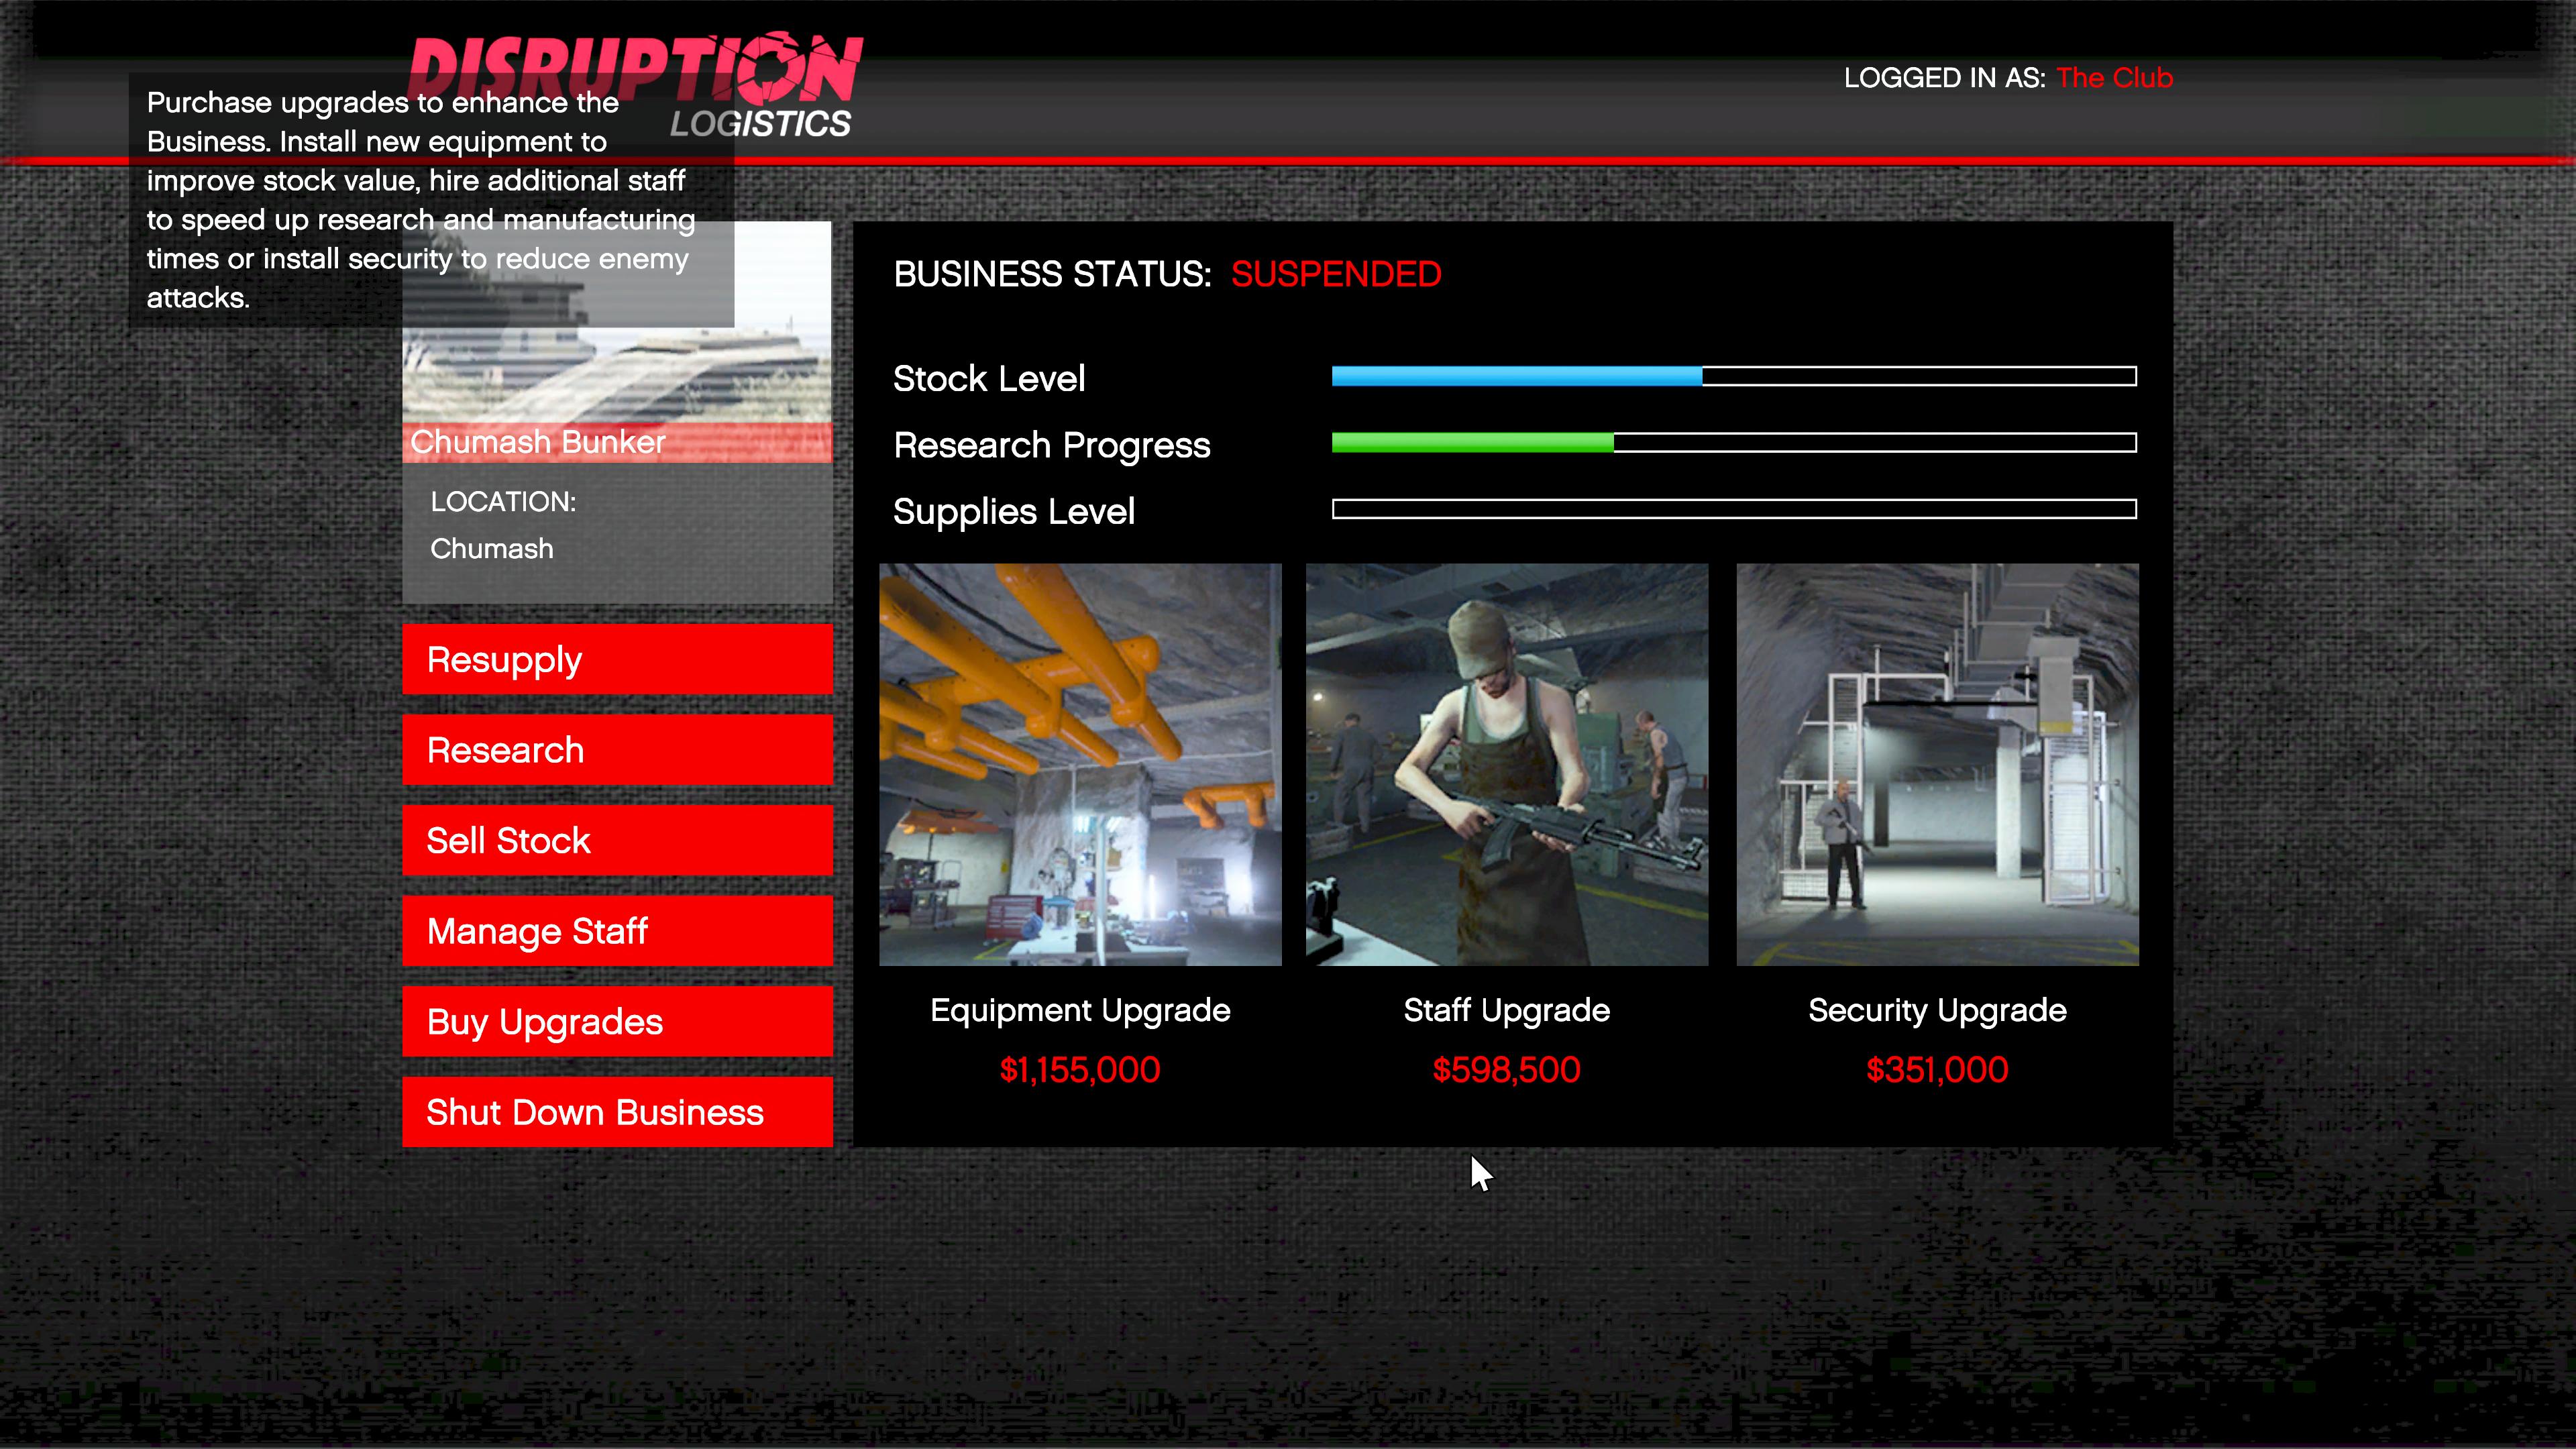 DISRUPTION
LOGISTICS
LOGGED IN AS: The Club
Purchase upgrades to enhance the
Business. Install new equipment to
improve stock value, hire additional staff
to speed up research and manufacturing
times or install security to reduce enemy
attacks.
Chumash Bunker
LOCATION:
Chumash
Resupply
Research
Sell Stock
Manage Staff
Buy Upgrades
Shut Down Business
BUSINESS STATUS: SUSPENDED
Stock Level
Research Progress
Supplies Level
Equipment Upgrade
$1,155,000
Staff Upgrade
$598,500
Security Upgrade
$351,000